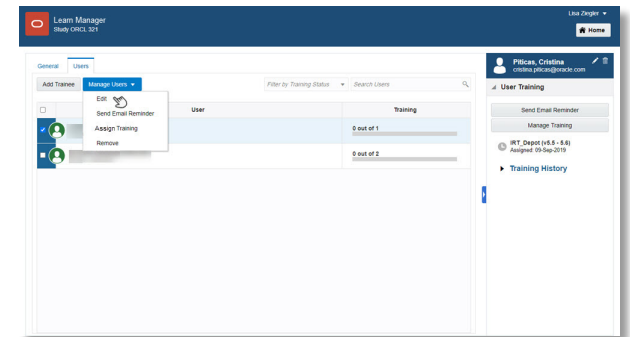 Lisa Ziegler
Learn Manager
Study ORCL 321
Home
General Users
Add Trainee Manage Users Filter by Training Status Search Users
Edit
Send Email Reminder
Assign Training
Remove
User Training
0 out of 1
0 out of 2
Piticas, Cristina
cristina.piticas@oracle.com
User Training
Send Email Reminder
Manage Training
IRT_Depot (v5.5 - 5.6)
Assigned: 09-Sep-2019
Training History